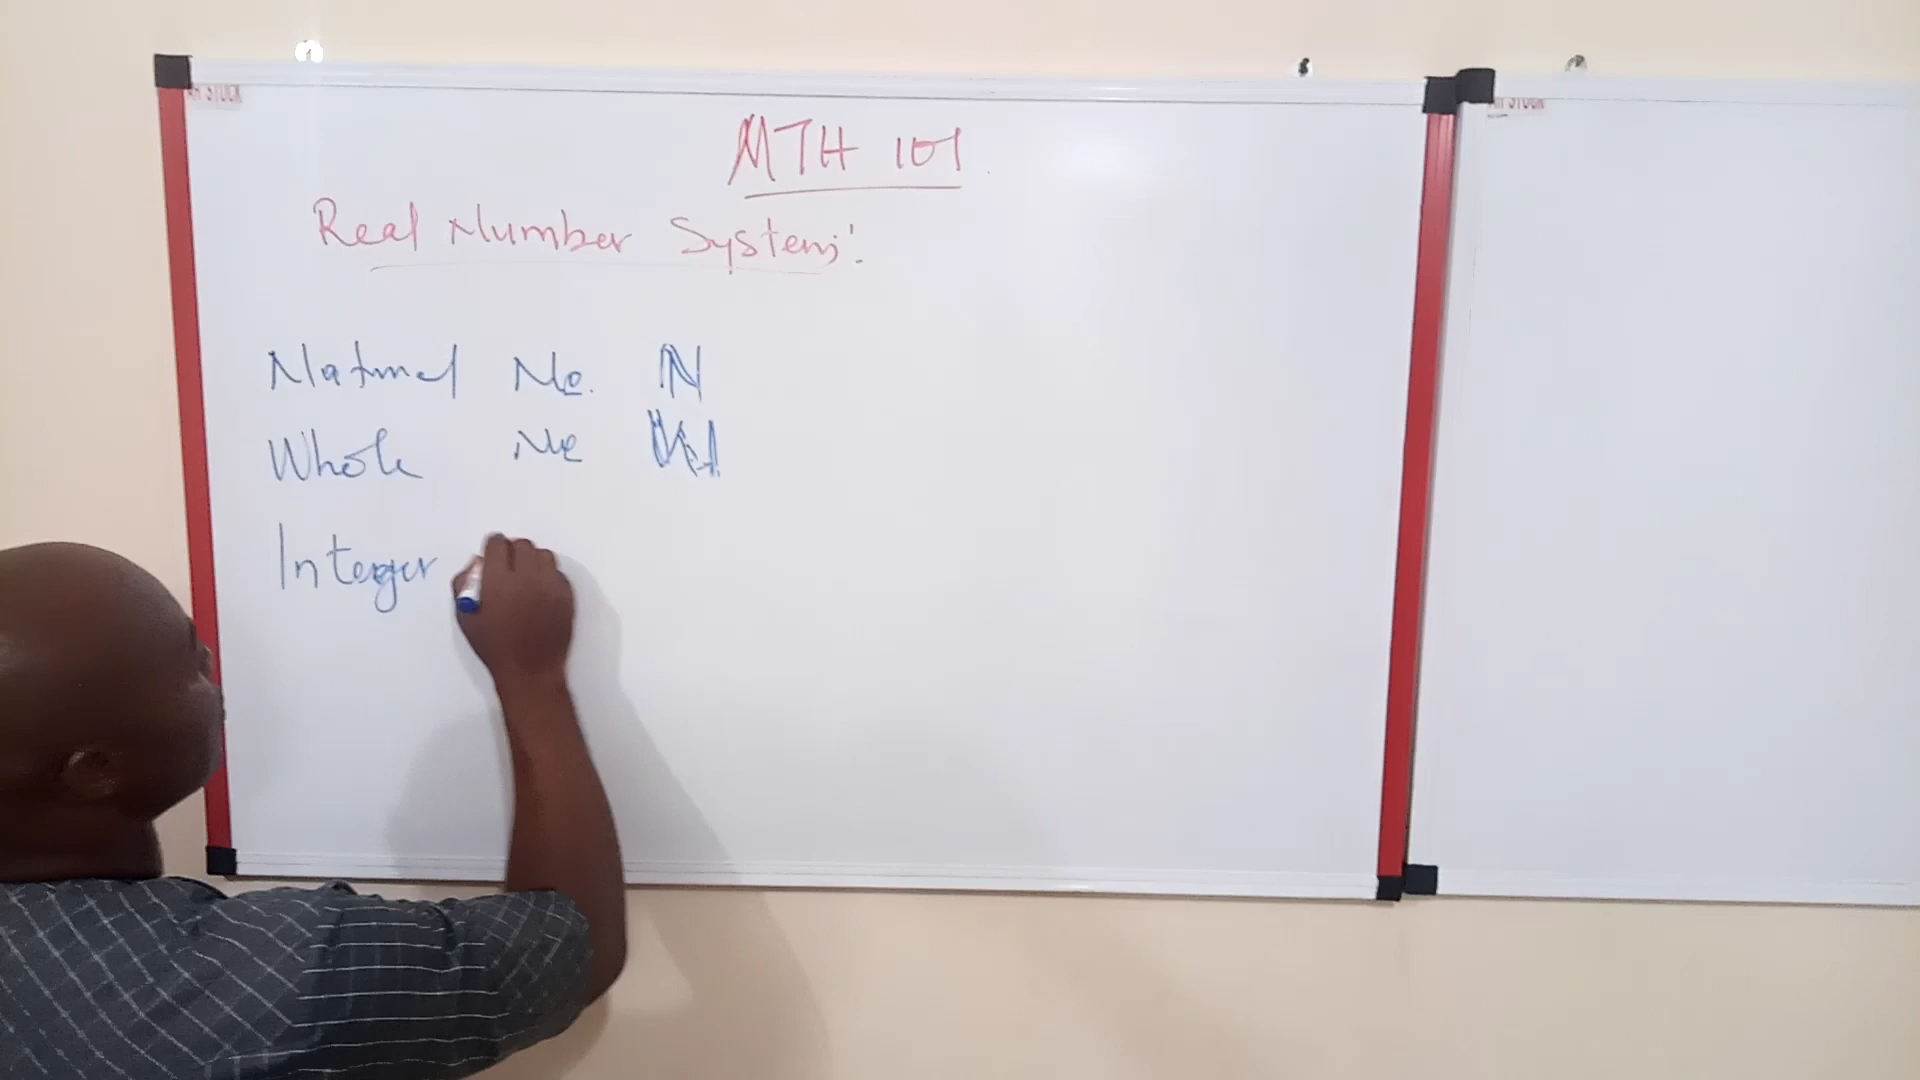 MTH 101
Real Number System:
Natural No. ℕ
Whole No W
Integer